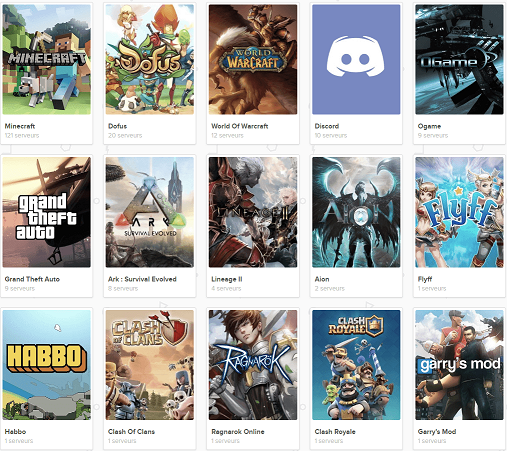 MINECRAFT
Minecraft
121 serveurs
Dofus
Dofus
20 serveurs
WORLD
OF
WARCRAFT
World Of Warcraft
12 serveurs
Discord
10 serveurs
OGame
Ogame
9 serveurs
grand
theft
auto
Grand Theft Auto
9 serveurs
ARK
SURVIVAL EVOLVED
Ark : Survival Evolved
8 serveurs
LINEAGE II
Lineage II
4 serveurs
AION
Aion
2 serveurs
Flyff
Flyff
1 serveurs
HABBO
Habbo
1 serveurs
CLASH
OF CLANS
Clash Of Clans
1 serveurs
RAGNARÖK
Ragnarok Online
1 serveurs
CLASH
ROYALE
Clash Royale
1 serveurs
garry's mod
Garry's Mod
1 serveurs